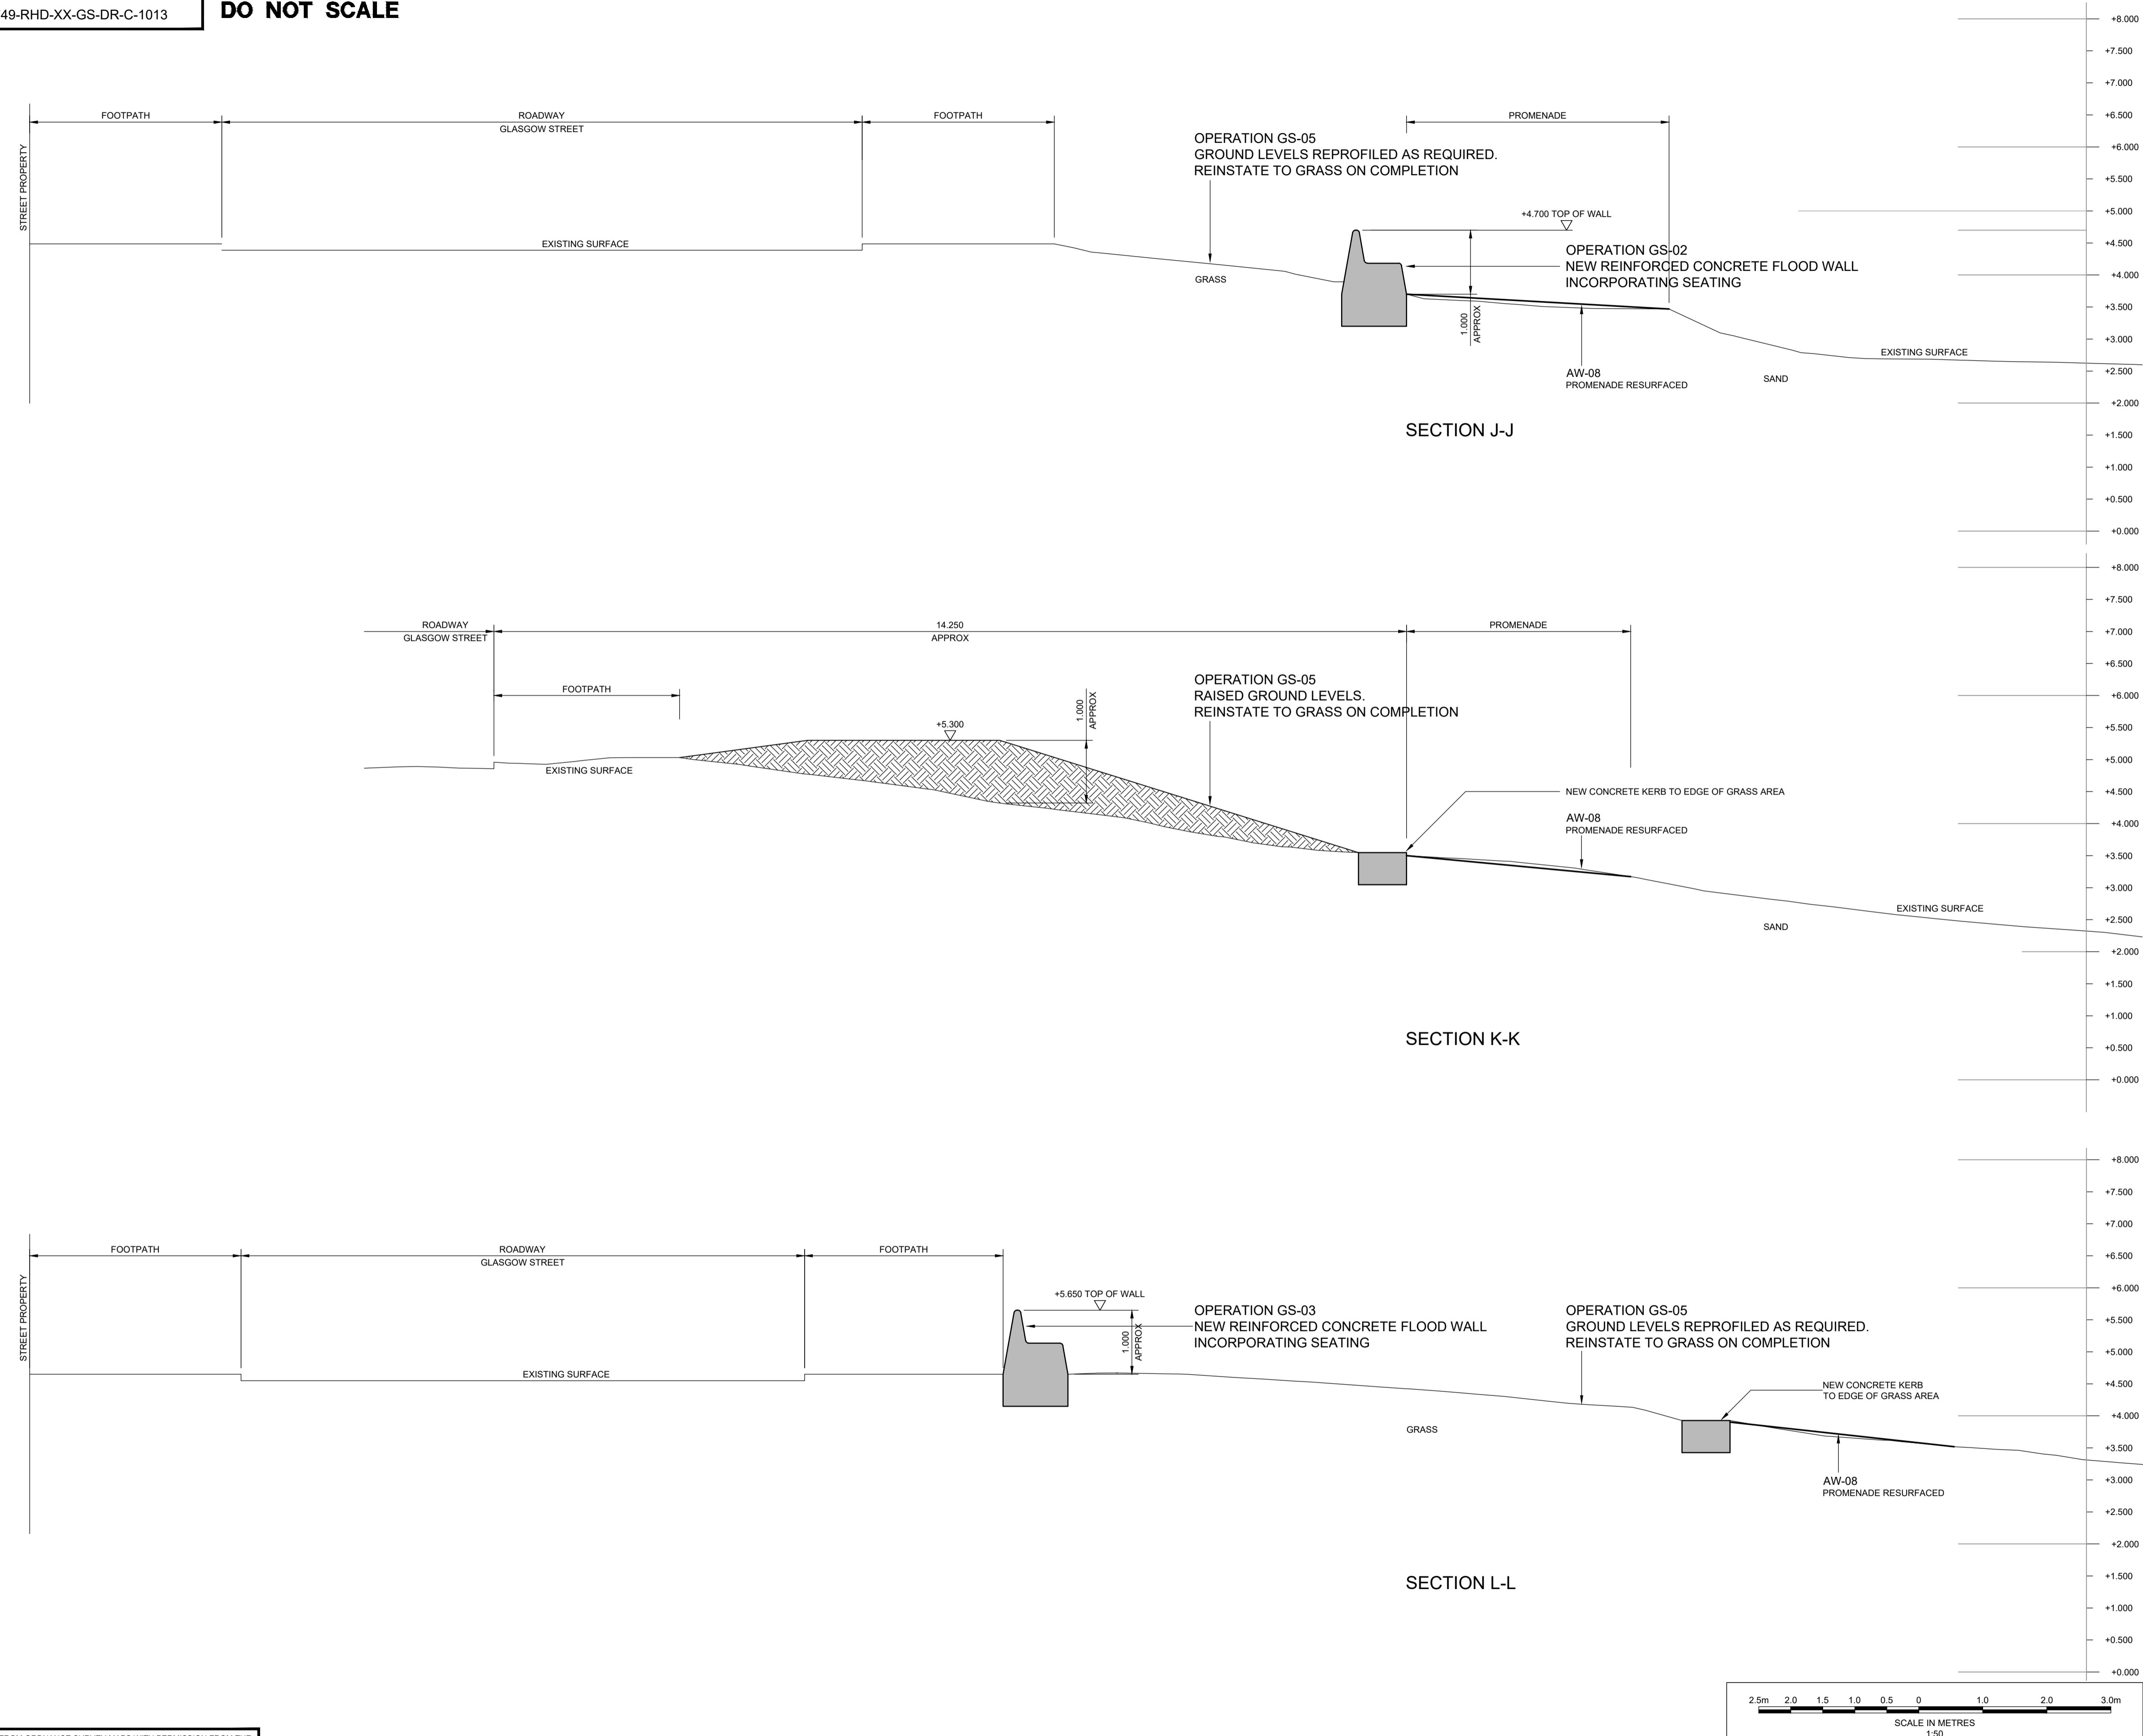 49-RHD-XX-GS-DR-C-1013
DO NOT SCALE
+8.000
+7.500
+7.000
+6.500
+6.000
+5.500
+5.000
+4.500
+4.000
+3.500
+3.000
+2.500
+2.000
+1.500
+1.000
+0.500
+0.000
STREET PROPERTY
FOOTPATH
ROADWAY
GLASGOW STREET
FOOTPATH
PROMENADE
OPERATION GS-05
GROUND LEVELS REPROFILED AS REQUIRED.
REINSTATE TO GRASS ON COMPLETION
EXISTING SURFACE
GRASS
+4.700 TOP OF WALL
OPERATION GS-02
NEW REINFORCED CONCRETE FLOOD WALL
INCORPORATING SEATING
1.000
APPROX
AW-08
PROMENADE RESURFACED
EXISTING SURFACE
SAND
SECTION J-J
+8.000
+7.500
+7.000
+6.500
+6.000
+5.500
+5.000
+4.500
+4.000
+3.500
+3.000
+2.500
+2.000
+1.500
+1.000
+0.500
+0.000
ROADWAY
GLASGOW STREET
14.250
APPROX
PROMENADE
FOOTPATH
+5.300
1.000
APPROX
OPERATION GS-05
RAISED GROUND LEVELS.
REINSTATE TO GRASS ON COMPLETION
EXISTING SURFACE
NEW CONCRETE KERB TO EDGE OF GRASS AREA
AW-08
PROMENADE RESURFACED
EXISTING SURFACE
SAND
SECTION K-K
+8.000
+7.500
+7.000
+6.500
+6.000
+5.500
+5.000
+4.500
+4.000
+3.500
+3.000
+2.500
+2.000
+1.500
+1.000
+0.500
+0.000
STREET PROPERTY
FOOTPATH
ROADWAY
GLASGOW STREET
FOOTPATH
+5.650 TOP OF WALL
1.000
APPROX
OPERATION GS-03
NEW REINFORCED CONCRETE FLOOD WALL
INCORPORATING SEATING
OPERATION GS-05
GROUND LEVELS REPROFILED AS REQUIRED.
REINSTATE TO GRASS ON COMPLETION
EXISTING SURFACE
NEW CONCRETE KERB
TO EDGE OF GRASS AREA
GRASS
AW-08
PROMENADE RESURFACED
SECTION L-L
2.5m 2.0 1.5 1.0 0.5 0 1.0 2.0 3.0m
SCALE IN METRES
1:50